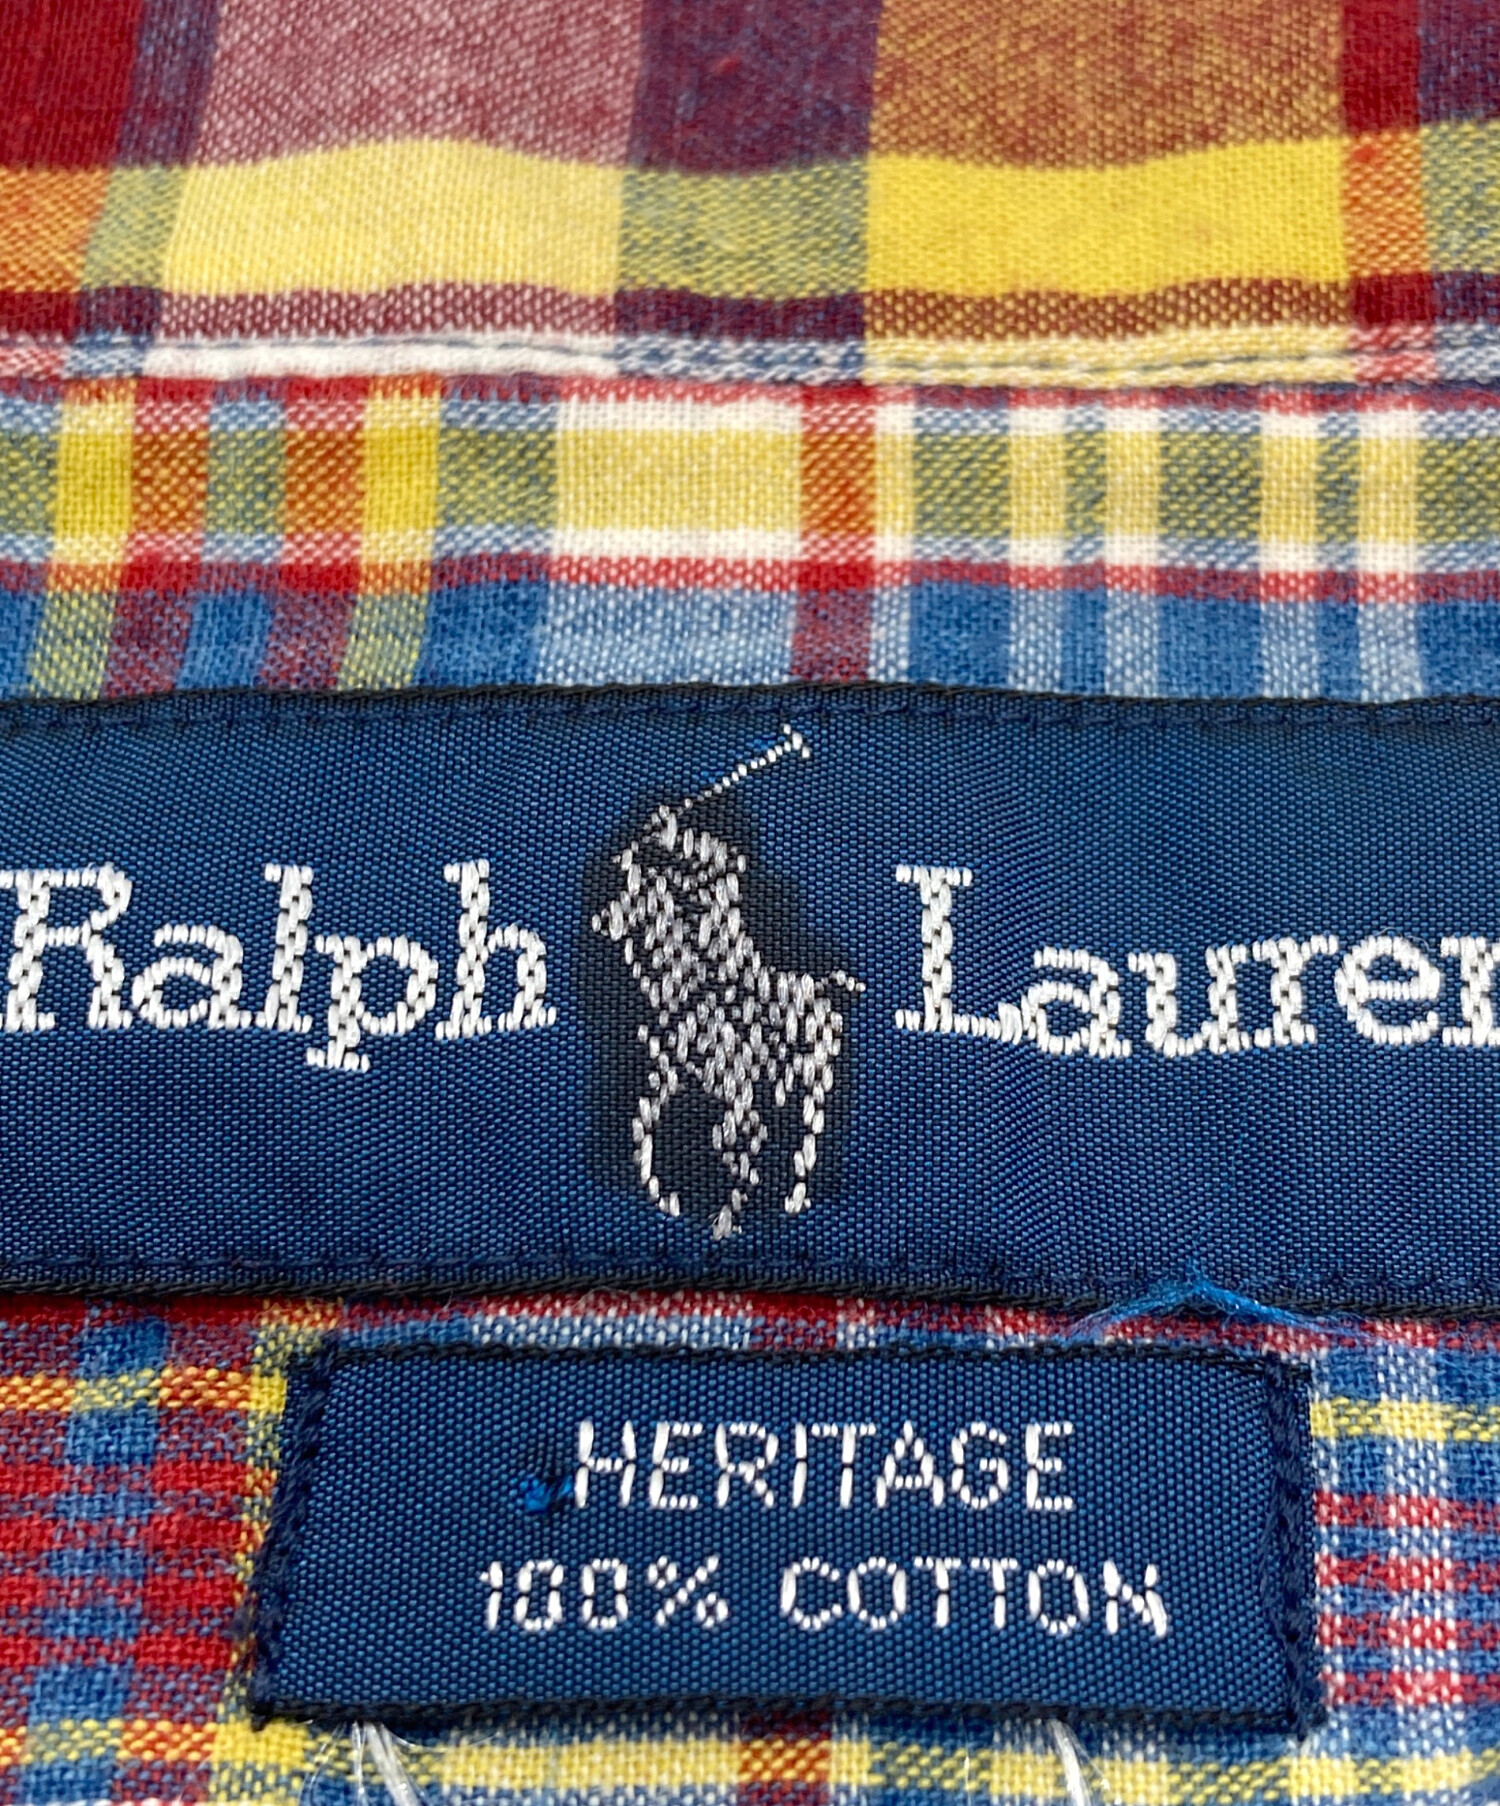 Ralph Lauren
HERITAGE
100% COTTON